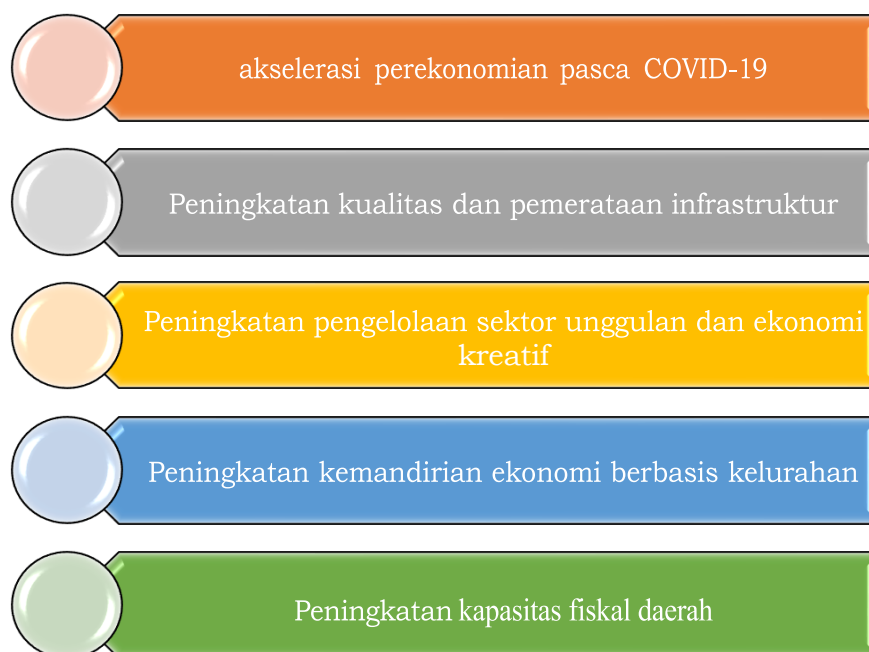 akselerasi perekonomian pasca COVID-19
Peningkatan kualitas dan pemerataan infrastruktur
Peningkatan pengelolaan sektor unggulan dan ekonomi
kreatif
Peningkatan kemandirian ekonomi berbasis kelurahan
Peningkatan kapasitas fiskal daerah